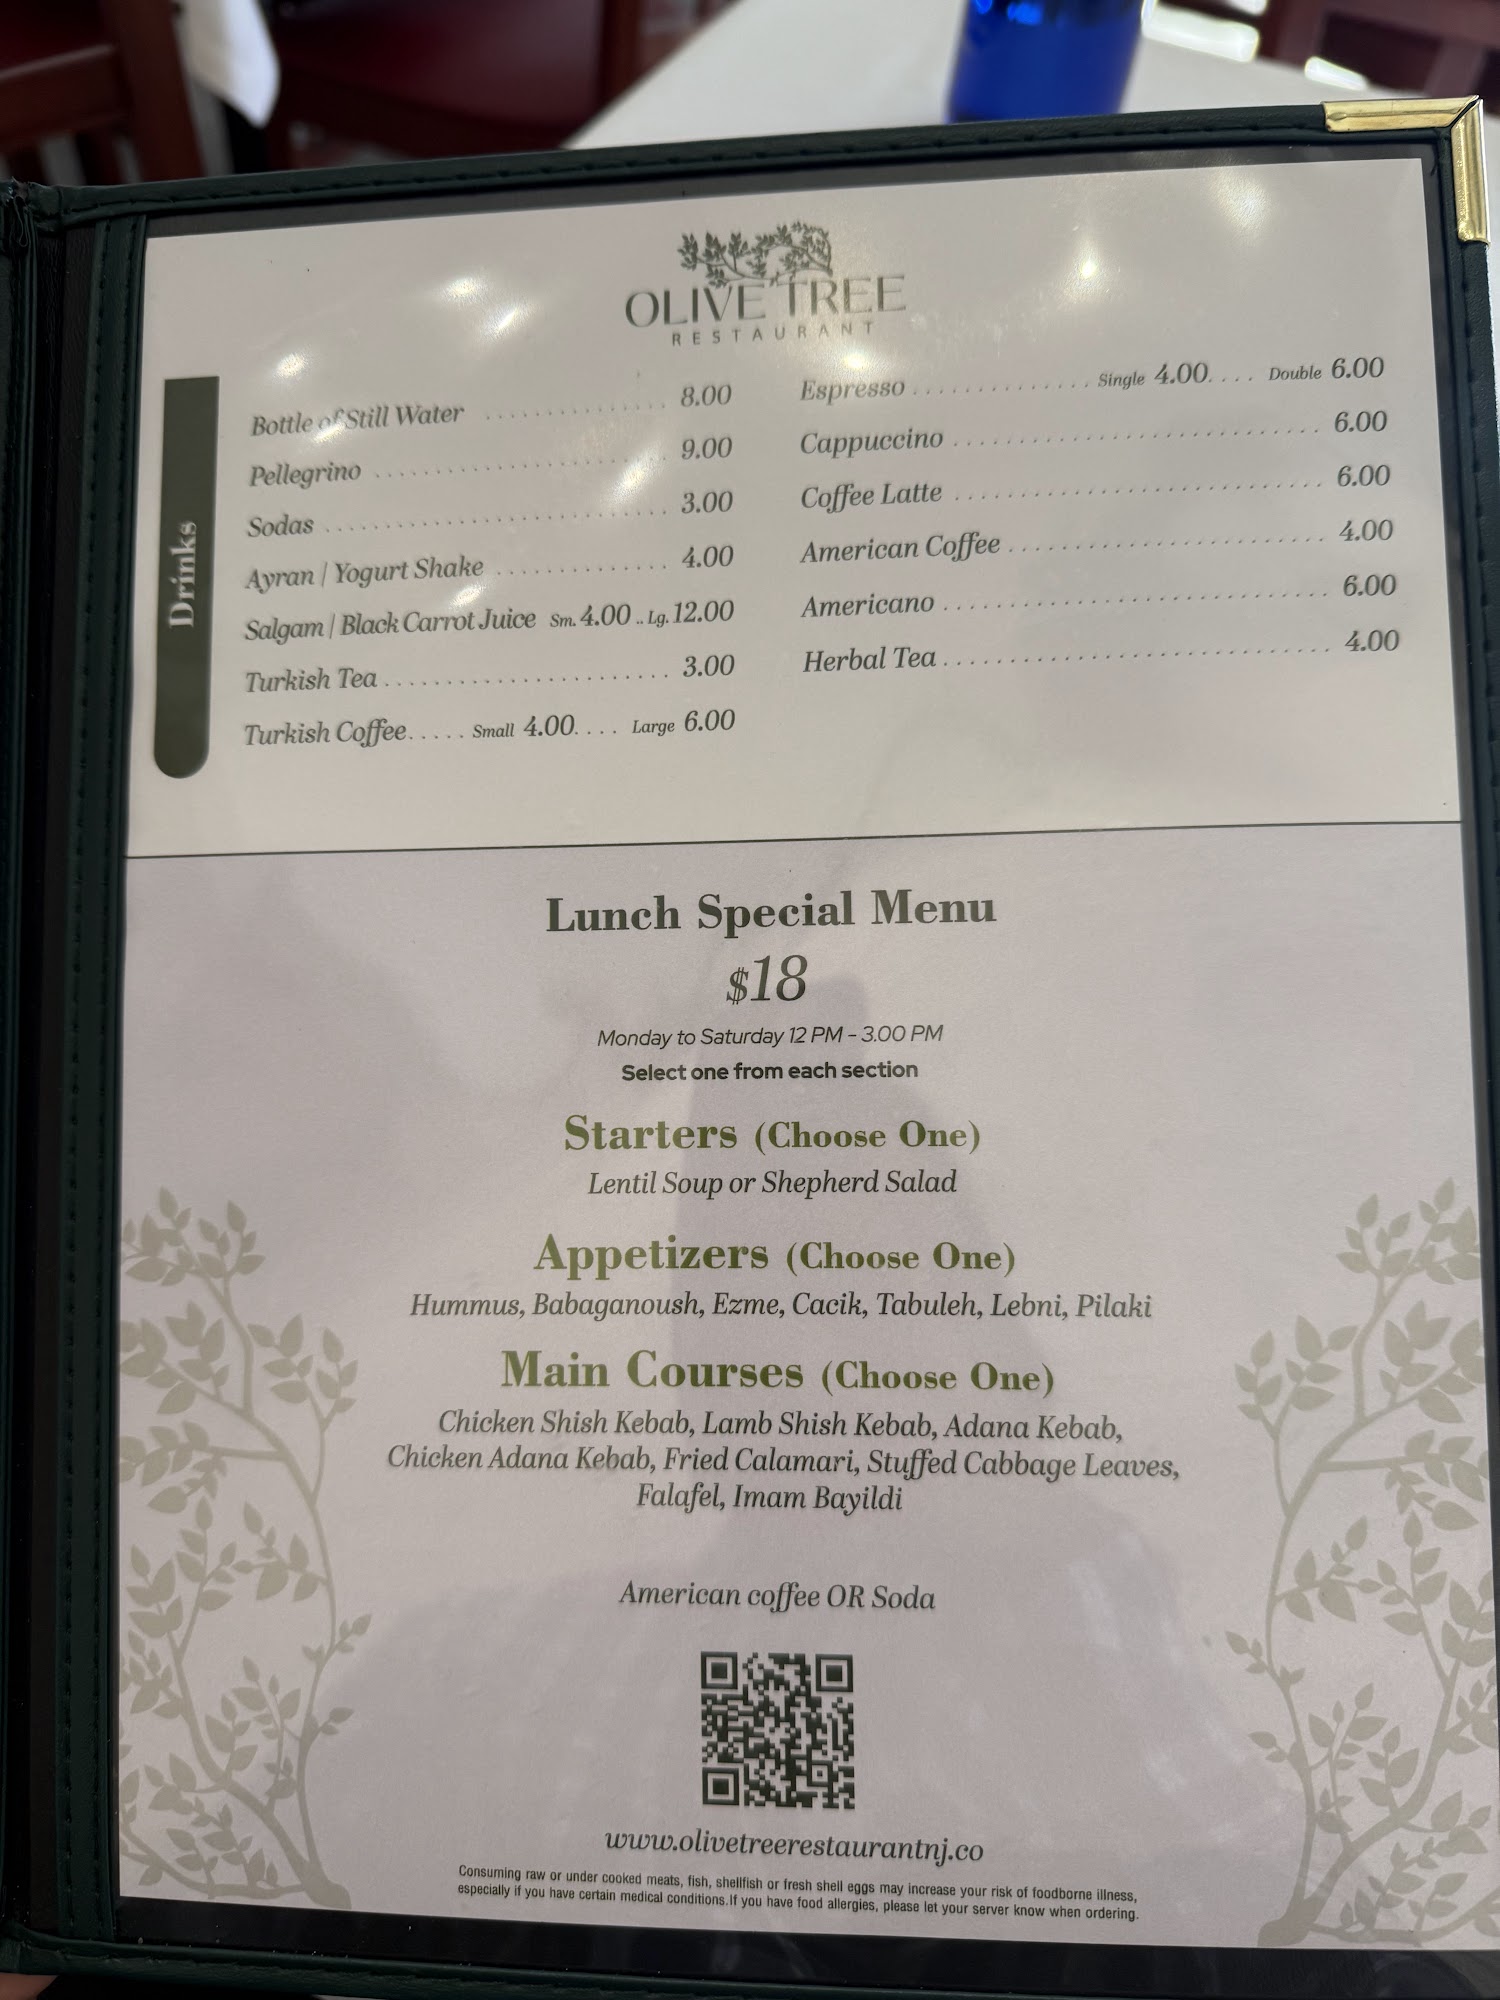 OLIVE TREE
RESTAURANT
Drinks
Bottle of Still Water ..................... 8.00
Pellegrino ..................... 9.00
Sodas ..................... 3.00
Ayran | Yogurt Shake ..................... 4.00
Salgam | Black Carrot Juice Sm. 4.00 .. Lg. 12.00
Turkish Tea ..................... 3.00
Turkish Coffee..... Small 4.00.... Large 6.00
Espresso .............. Single 4.00.... Double 6.00
Cappuccino ..................... 6.00
Coffee Latte ..................... 6.00
American Coffee ..................... 4.00
Americano ..................... 6.00
Herbal Tea ..................... 4.00
Lunch Special Menu
$18
Monday to Saturday 12 PM - 3.00 PM
Select one from each section
Starters (Choose One)
Lentil Soup or Shepherd Salad
Appetizers (Choose One)
Hummus, Babaganoush, Ezme, Cacik, Tabuleh, Lebni, Pilaki
Main Courses (Choose One)
Chicken Shish Kebab, Lamb Shish Kebab, Adana Kebab,
Chicken Adana Kebab, Fried Calamari, Stuffed Cabbage Leaves,
Falafel, Imam Bayildi
American coffee OR Soda
www.olivetreerestaurantnj.co
Consuming raw or under cooked meats, fish, shellfish or fresh shell eggs may increase your risk of foodborne illness,
especially if you have certain medical conditions.If you have food allergies, please let your server know when ordering.